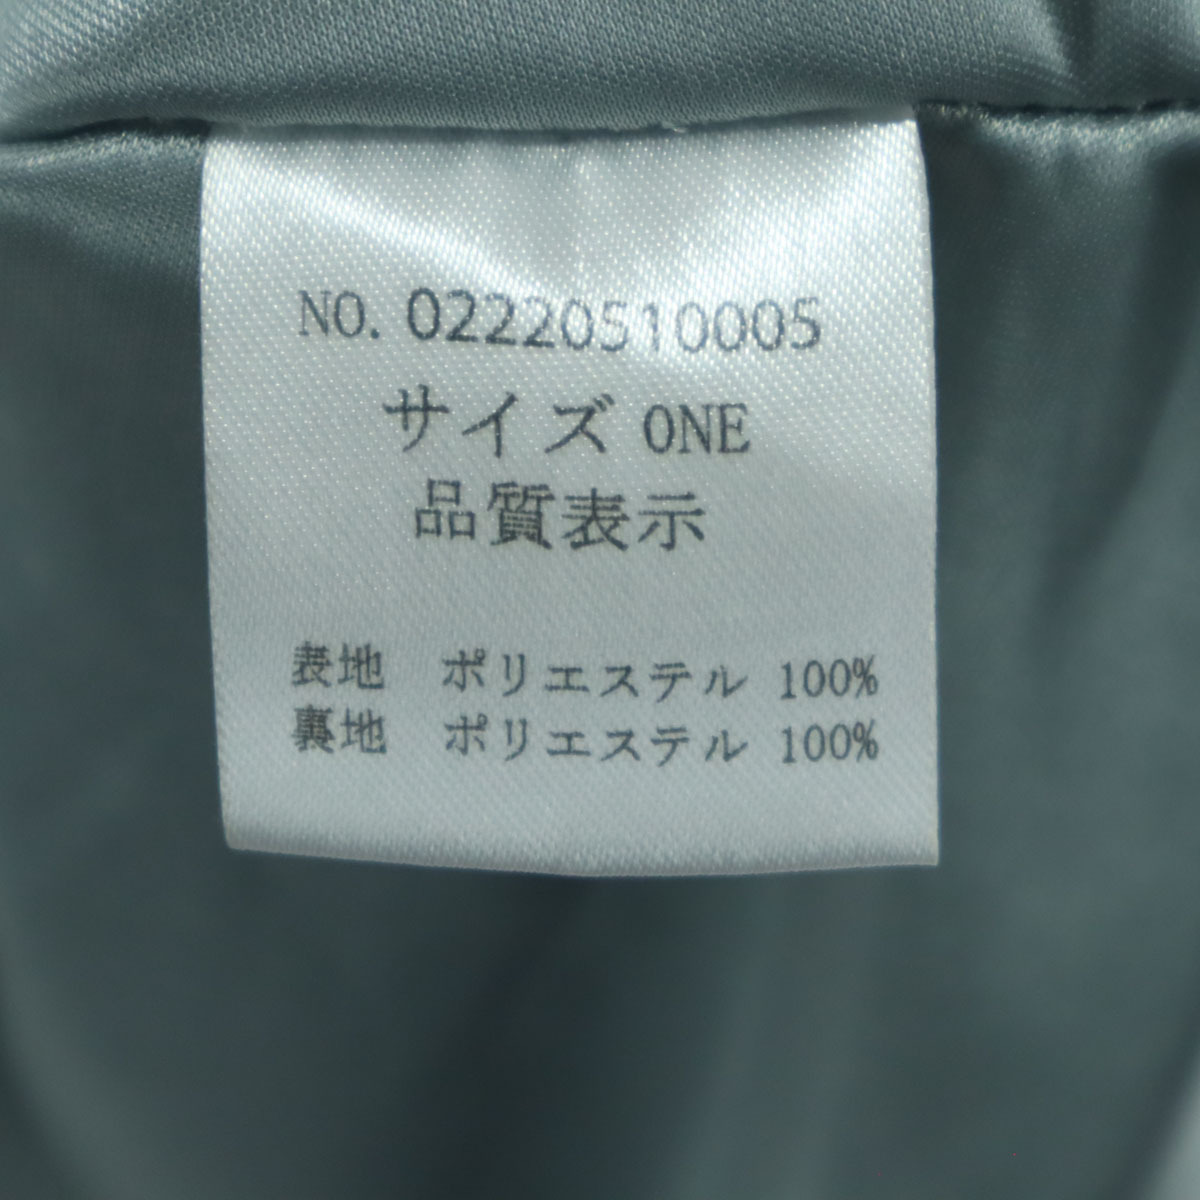 NO. 02220510005
サイズ ONE
品質表示
表地 ポリエステル 100%
裏地 ポリエステル 100%